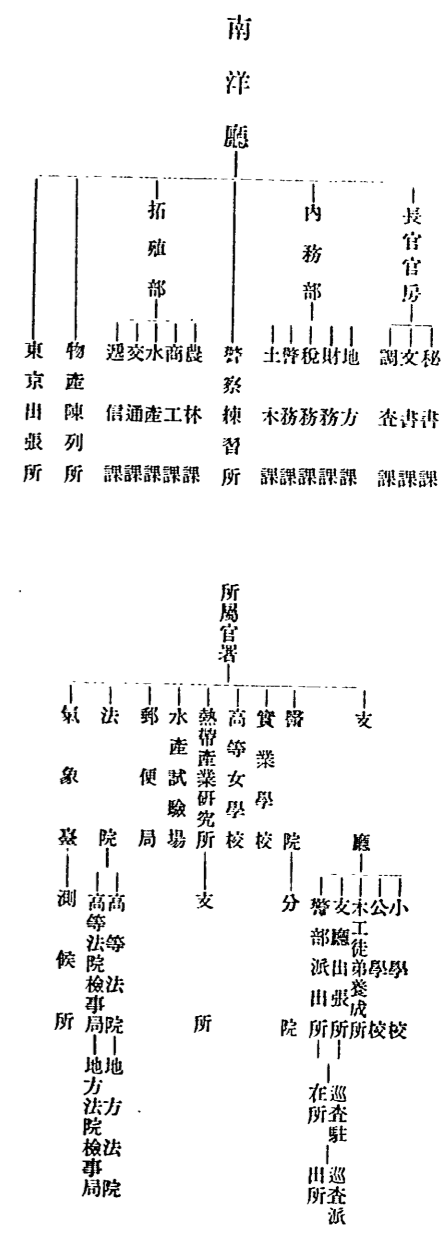 南洋廳
長官官房
祕書課
文書課
調查課
內務部
地方課
財務課
稅務課
警務課
土木課
警察練習所
拓殖部
農林課
商工課
水產課
交通課
遞信課
物產陳列所
東京出張所
所屬官署
支廳
小學校
公學校
木工徒弟養成所
支廳出張所
警部派出所
巡查駐在所
巡查派出所
醫院
分院
實業學校
高等女學校
熱帶產業硏究所
支所
水產試驗場
郵便局
法院
高等法院
地方法院
高等法院檢事局
地方法院檢事局
氣象臺
測候所